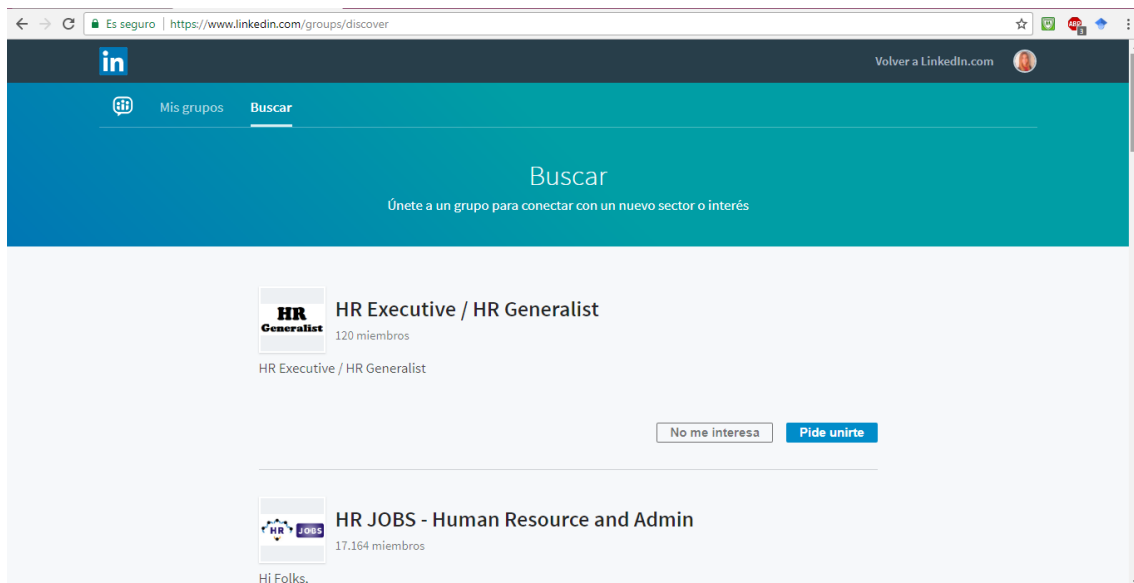 Es seguro | https://www.linkedin.com/groups/discover
ABP
3
in
Volver a LinkedIn.com
Mis grupos
Buscar
Buscar
Únete a un grupo para conectar con un nuevo sector o interés
HR
Generalist
HR Executive / HR Generalist
120 miembros
HR Executive / HR Generalist
No me interesa
Pide unirte
HR JOBS
HR JOBS - Human Resource and Admin
17.164 miembros
Hi Folks,